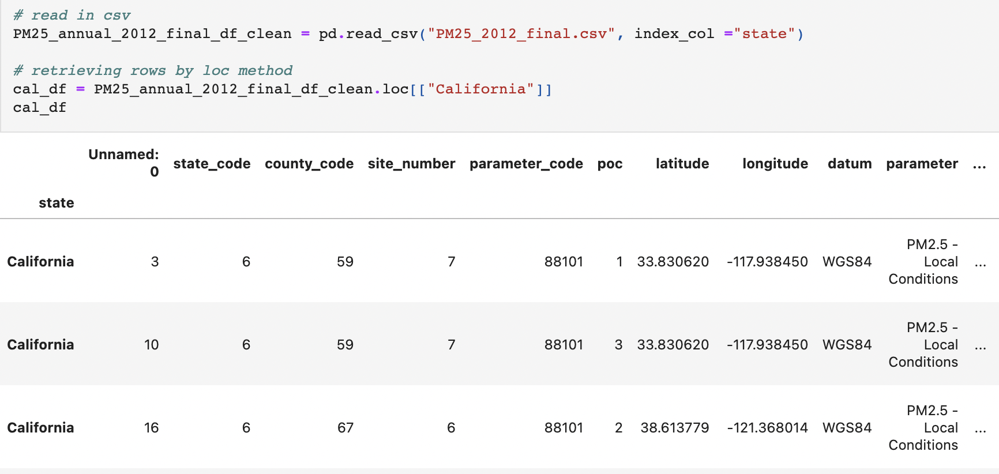 # read in csv
PM25_annual_2012_final_df_clean = pd.read_csv("PM25_2012_final.csv", index_col ="state")
# retrieving rows by loc method
cal_df = PM25_annual_2012_final_df_clean.loc[["California"]]
cal_df
Unnamed:
0 state_code county_code site_number parameter_code poc latitude longitude datum parameter ...
state
PM2.5 -
California 3 6 59 7 88101 1 33.830620 -117.938450 WGS84 Local ...
Conditions
PM2.5 -
California 10 6 59 7 88101 3 33.830620 -117.938450 WGS84 Local ...
Conditions
PM2.5 -
California 16 6 67 6 88101 2 38.613779 -121.368014 WGS84 Local ...
Conditions